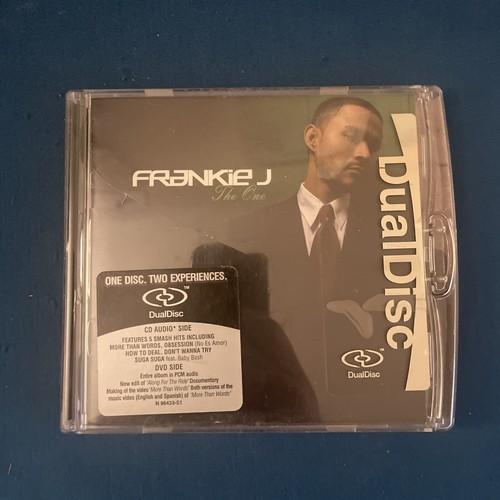 FRANKIE J
The One
DualDisc
ONE DISC. TWO EXPERIENCES.
TM
DualDisc
CD AUDIO* SIDE
FEATURES 5 SMASH HITS INCLUDING
MORE THAN WORDS, OBSESSION (No Es Amor)
HOW TO DEAL, DON'T WANNA TRY
SUGA SUGA feat. Baby Bash
DVD SIDE
Entire album in PCM audio
New edit of "Along For The Ride" Documentary
Making of the video "More Than Words" Both versions of the
music video (English and Spanish) of "More Than Words"
N 96433-S1
DualDisc